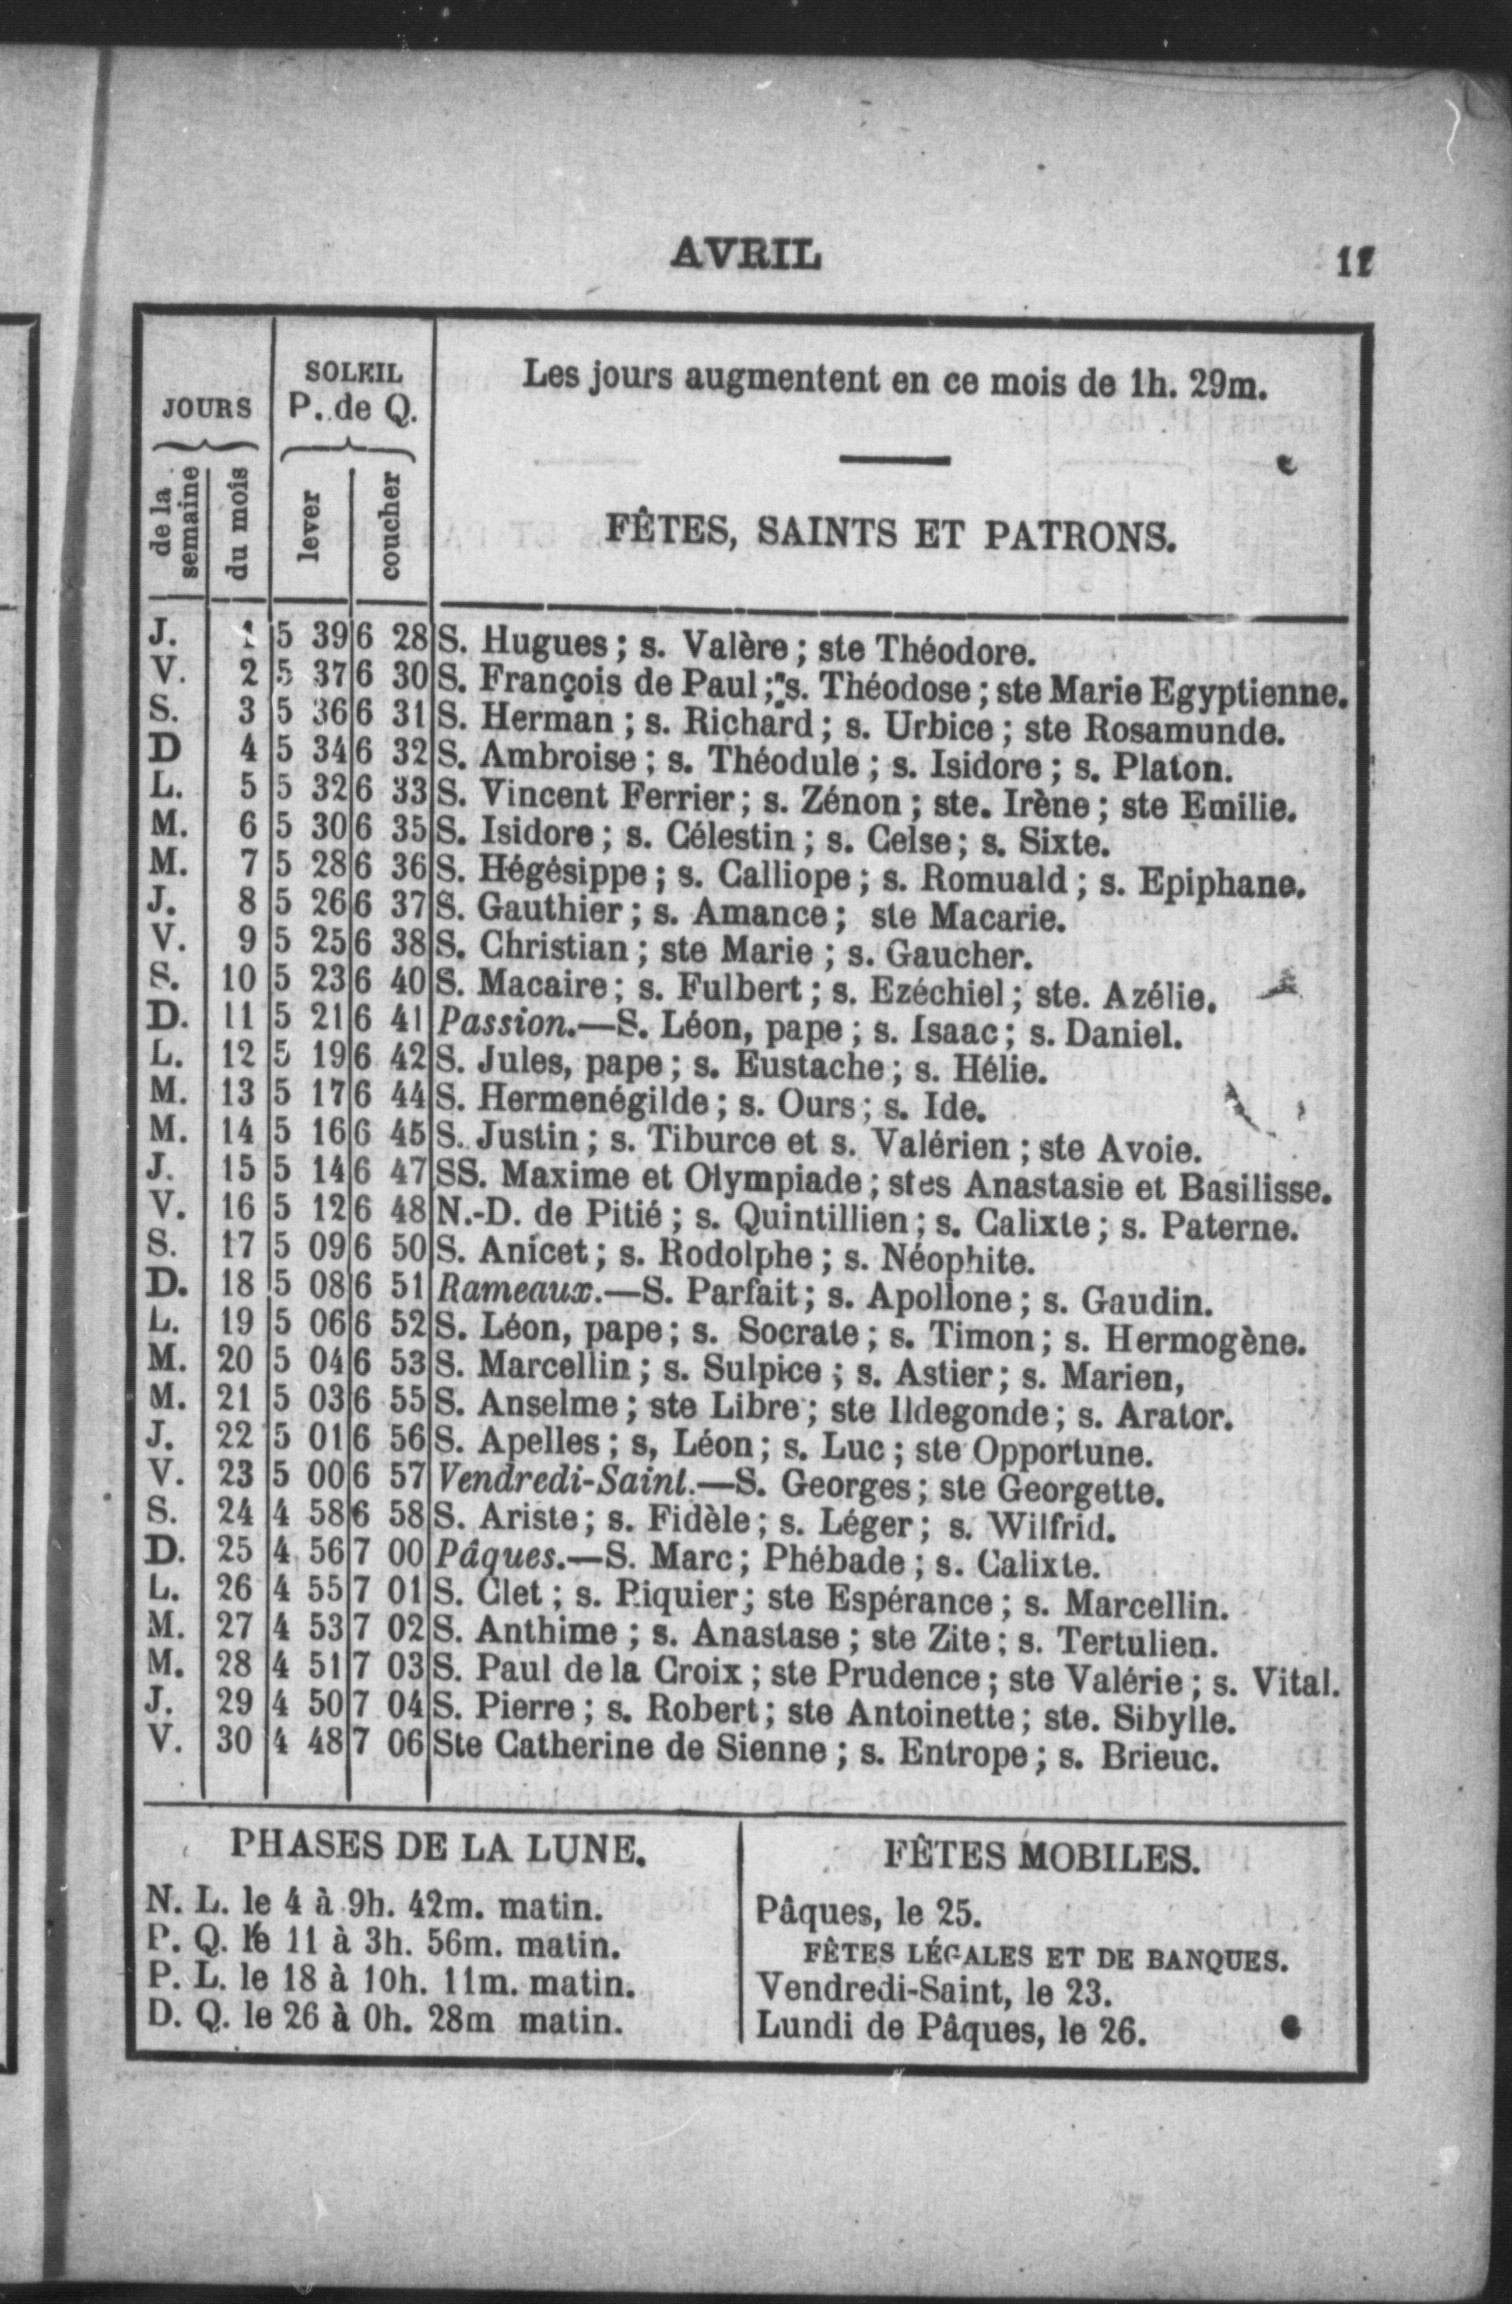 AVRIL
JOURS
SOLEIL
P. de Q.
Les jours augmentent en ce mois de 1h. 29m.
de la semaine
du mois
lever
coucher
FÊTES, SAINTS ET PATRONS.
J. 1 5 39 6 28 S. Hugues ; s. Valère ; ste Théodore.
V. 2 5 37 6 30 S. François de Paul ; s. Théodose ; ste Marie Egyptienne.
S. 3 5 36 6 31 S. Herman ; s. Richard ; s. Urbice ; ste Rosamunde.
D 4 5 34 6 32 S. Ambroise ; s. Théodule ; s. Isidore ; s. Platon.
L. 5 5 32 6 33 S. Vincent Ferrier ; s. Zénon ; ste. Irène ; ste Emilie.
M. 6 5 30 6 35 S. Isidore ; s. Célestin ; s. Celse ; s. Sixte.
M. 7 5 28 6 36 S. Hégésippe ; s. Calliope ; s. Romuald ; s. Epiphane.
J. 8 5 26 6 37 S. Gauthier ; s. Amance ; ste Macarie.
V. 9 5 25 6 38 S. Christian ; ste Marie ; s. Gaucher.
S. 10 5 23 6 40 S. Macaire ; s. Fulbert ; s. Ezéchiel ; ste. Azélie.
D. 11 5 21 6 41 Passion.—S. Léon, pape ; s. Isaac ; s. Daniel.
L. 12 5 19 6 42 S. Jules, pape ; s. Eustache ; s. Hélie.
M. 13 5 17 6 44 S. Hermenégilde ; s. Ours ; s. Ide.
M. 14 5 16 6 45 S. Justin ; s. Tiburce et s. Valérien ; ste Avoie.
J. 15 5 14 6 47 SS. Maxime et Olympiade ; stes Anastasie et Basilisse.
V. 16 5 12 6 48 N.-D. de Pitié ; s. Quintillien ; s. Calixte ; s. Paterne.
S. 17 5 09 6 50 S. Anicet ; s. Rodolphe ; s. Néophite.
D. 18 5 08 6 51 Rameaux.—S. Parfait ; s. Apollone ; s. Gaudin.
L. 19 5 06 6 52 S. Léon, pape ; s. Socrate ; s. Timon ; s. Hermogène.
M. 20 5 04 6 53 S. Marcellin ; s. Sulpice ; s. Astier ; s. Marien,
M. 21 5 03 6 55 S. Anselme ; ste Libre ; ste Ildegonde ; s. Arator.
J. 22 5 01 6 56 S. Apelles ; s, Léon ; s. Luc ; ste Opportune.
V. 23 5 00 6 57 Vendredi-Saint.—S. Georges ; ste Georgette.
S. 24 4 58 6 58 S. Ariste ; s. Fidèle ; s. Léger ; s. Wilfrid.
D. 25 4 56 7 00 Pâques.—S. Marc ; Phébade ; s. Calixte.
L. 26 4 55 7 01 S. Clet ; s. Riquier ; ste Espérance ; s. Marcellin.
M. 27 4 53 7 02 S. Anthime ; s. Anastase ; ste Zite ; s. Tertulien.
M. 28 4 51 7 03 S. Paul de la Croix ; ste Prudence ; ste Valérie ; s. Vital.
J. 29 4 50 7 04 S. Pierre ; s. Robert ; ste Antoinette ; ste. Sibylle.
V. 30 4 48 7 06 Ste Catherine de Sienne ; s. Entrope ; s. Brieuc.
PHASES DE LA LUNE.
N. L. le 4 à 9h. 42m. matin.
P. Q. le 11 à 3h. 56m. matin.
P. L. le 18 à 10h. 11m. matin.
D. Q. le 26 à 0h. 28m matin.
FÊTES MOBILES.
Pâques, le 25.
FÊTES LÉGALES ET DE BANQUES.
Vendredi-Saint, le 23.
Lundi de Pâques, le 26.